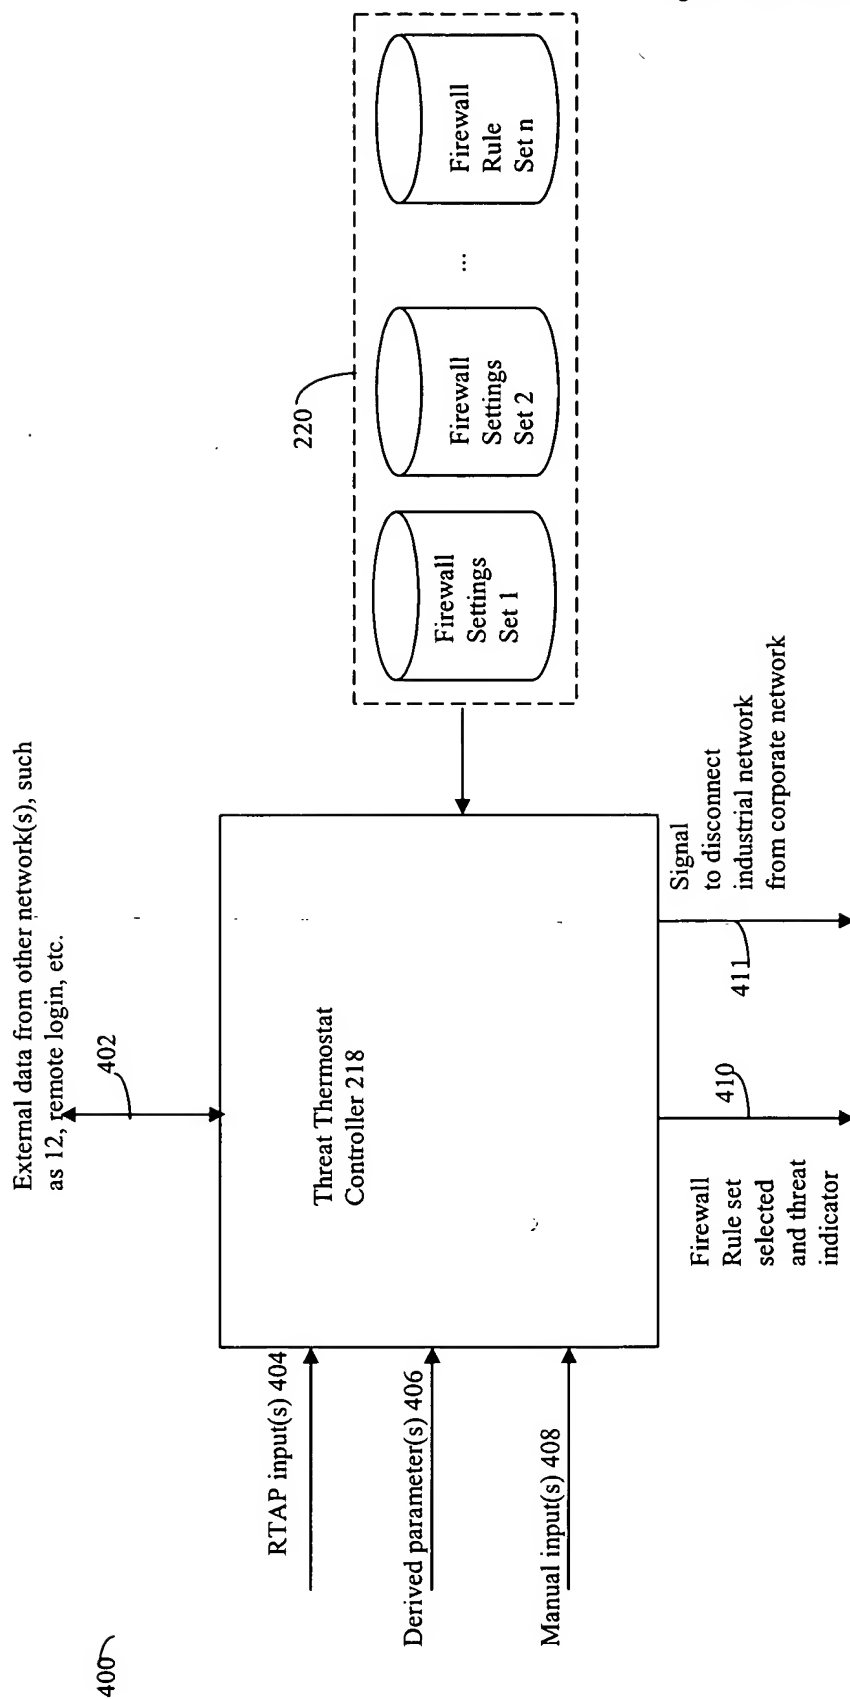 400
External data from other network(s), such
as 12, remote login, etc.
402
RTAP input(s) 404
Derived parameter(s) 406
Manual input(s) 408
Threat Thermostat
Controller 218
220
Firewall
Settings
Set 1
Firewall
Settings
Set 2
...
Firewall
Rule
Set n
410
Firewall
Rule set
selected
and threat
indicator
411
Signal
to disconnect
industrial network
from corporate network